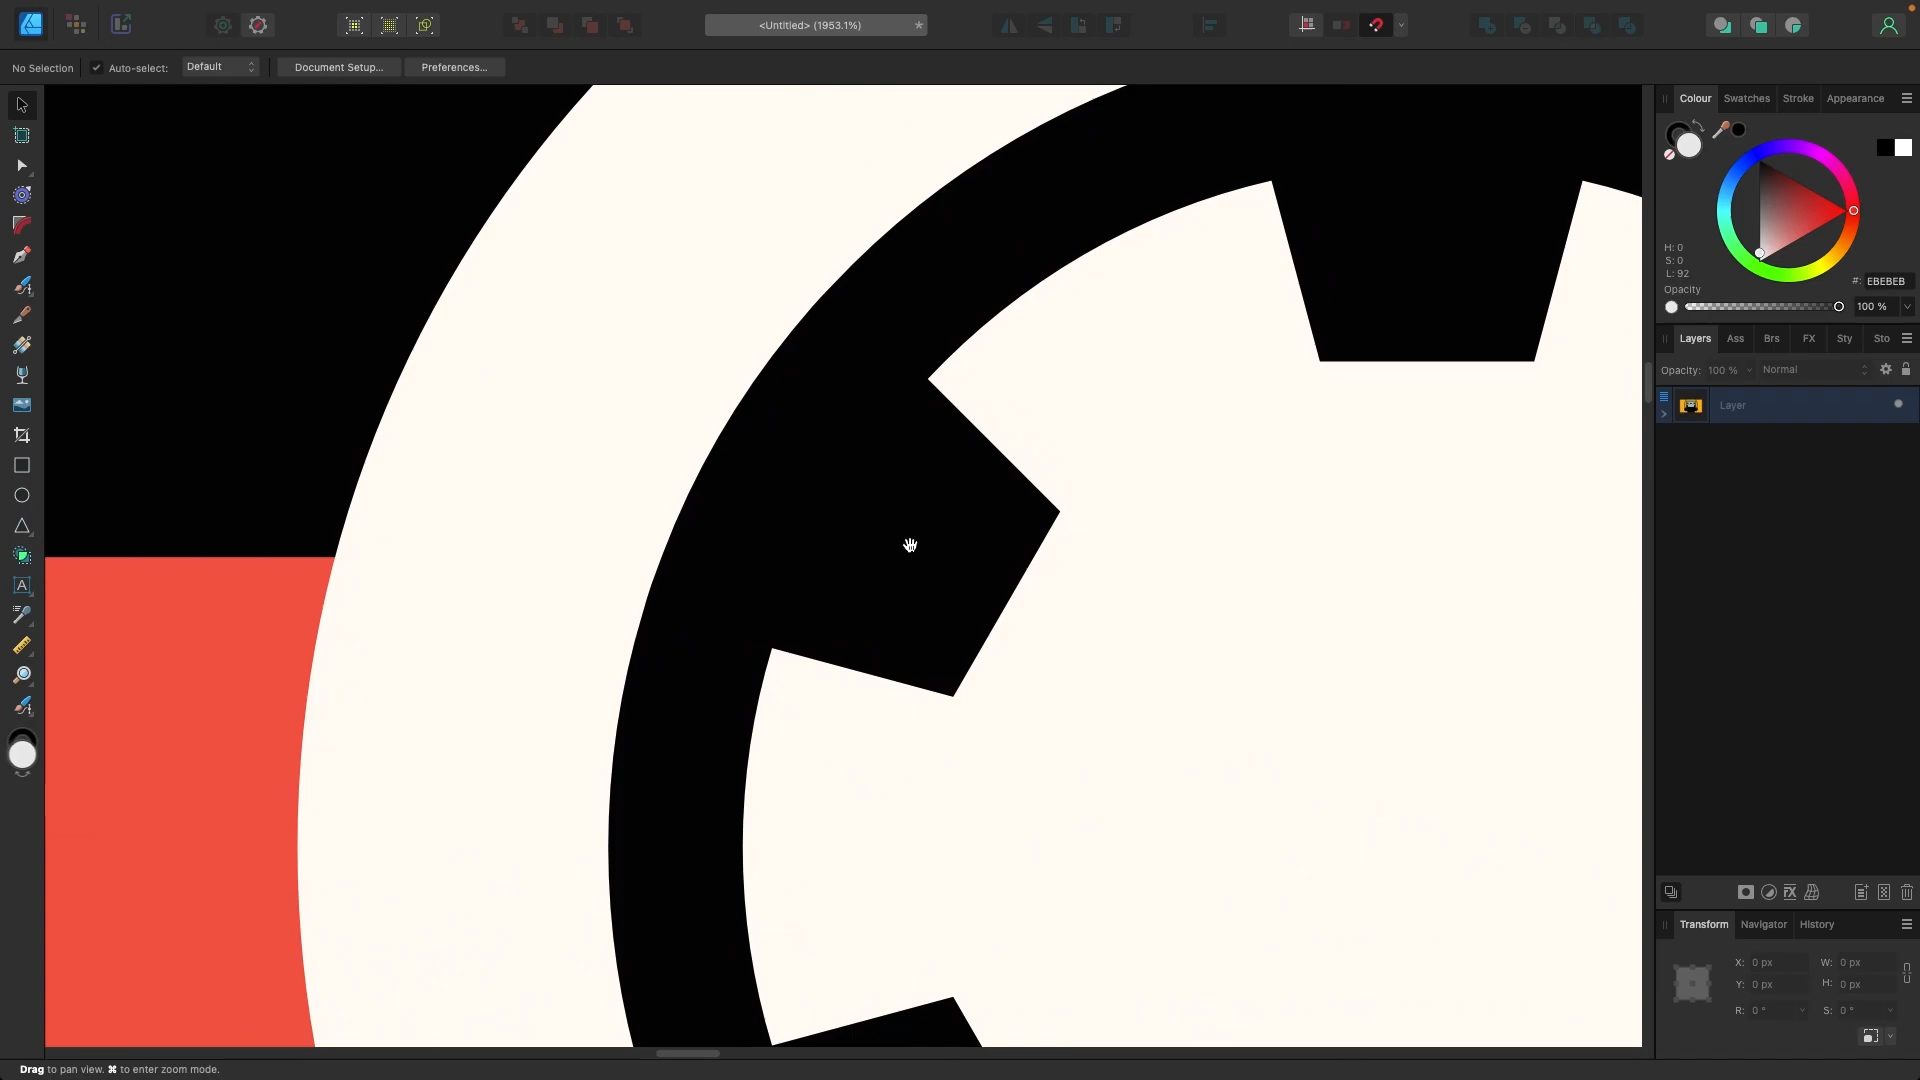 <Untitled> (1953.1%)
*
No Selection
Auto-select:
Default
Document Setup...
Preferences...
Colour
Swatches
Stroke
Appearance
H: 0
S: 0
L: 92
#:
EBEBEB
Opacity
100 %
Layers
Ass
Brs
FX
Sty
Sto
Opacity:
100 %
Normal
Layer
Transform
Navigator
History
X:
0 px
W:
0 px
Y:
0 px
H:
0 px
R:
0 °
S:
0 °
Drag to pan view. ⌘ to enter zoom mode.